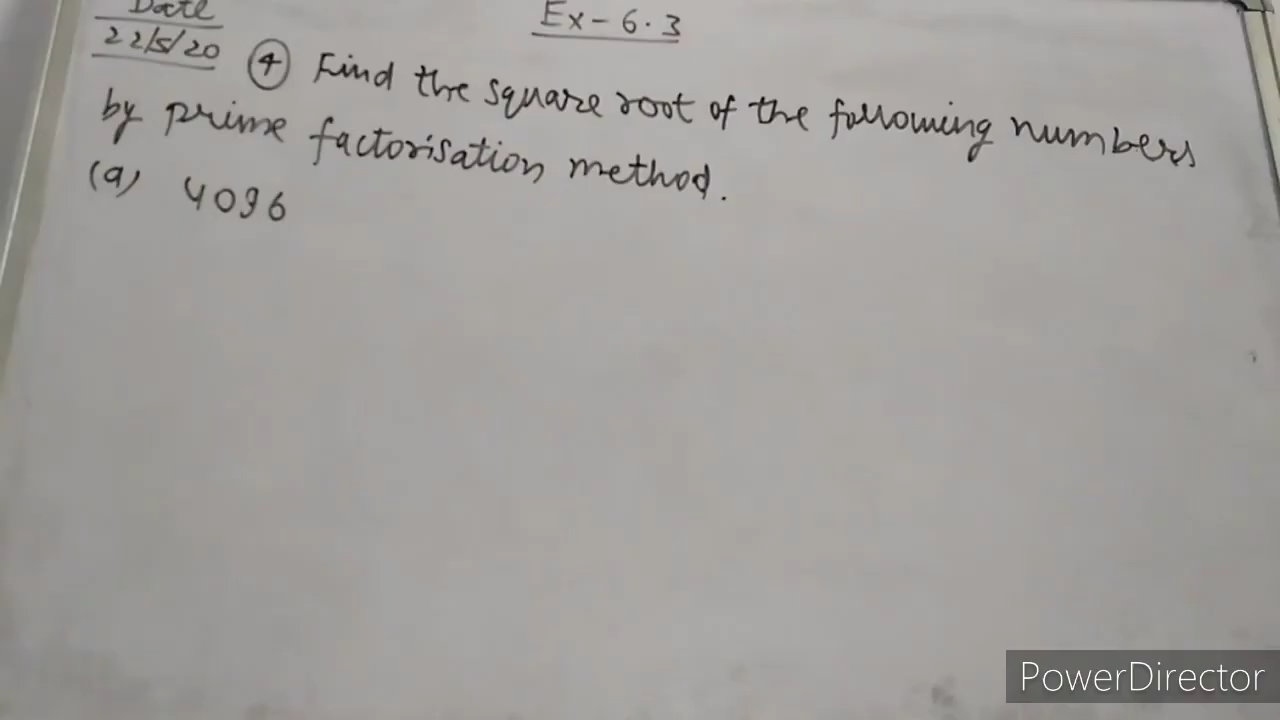 Date
Ex - 6.3
22/5/20
④ Find the square root of the following numbers
by prime factorisation method.
(a) 4096
PowerDirector